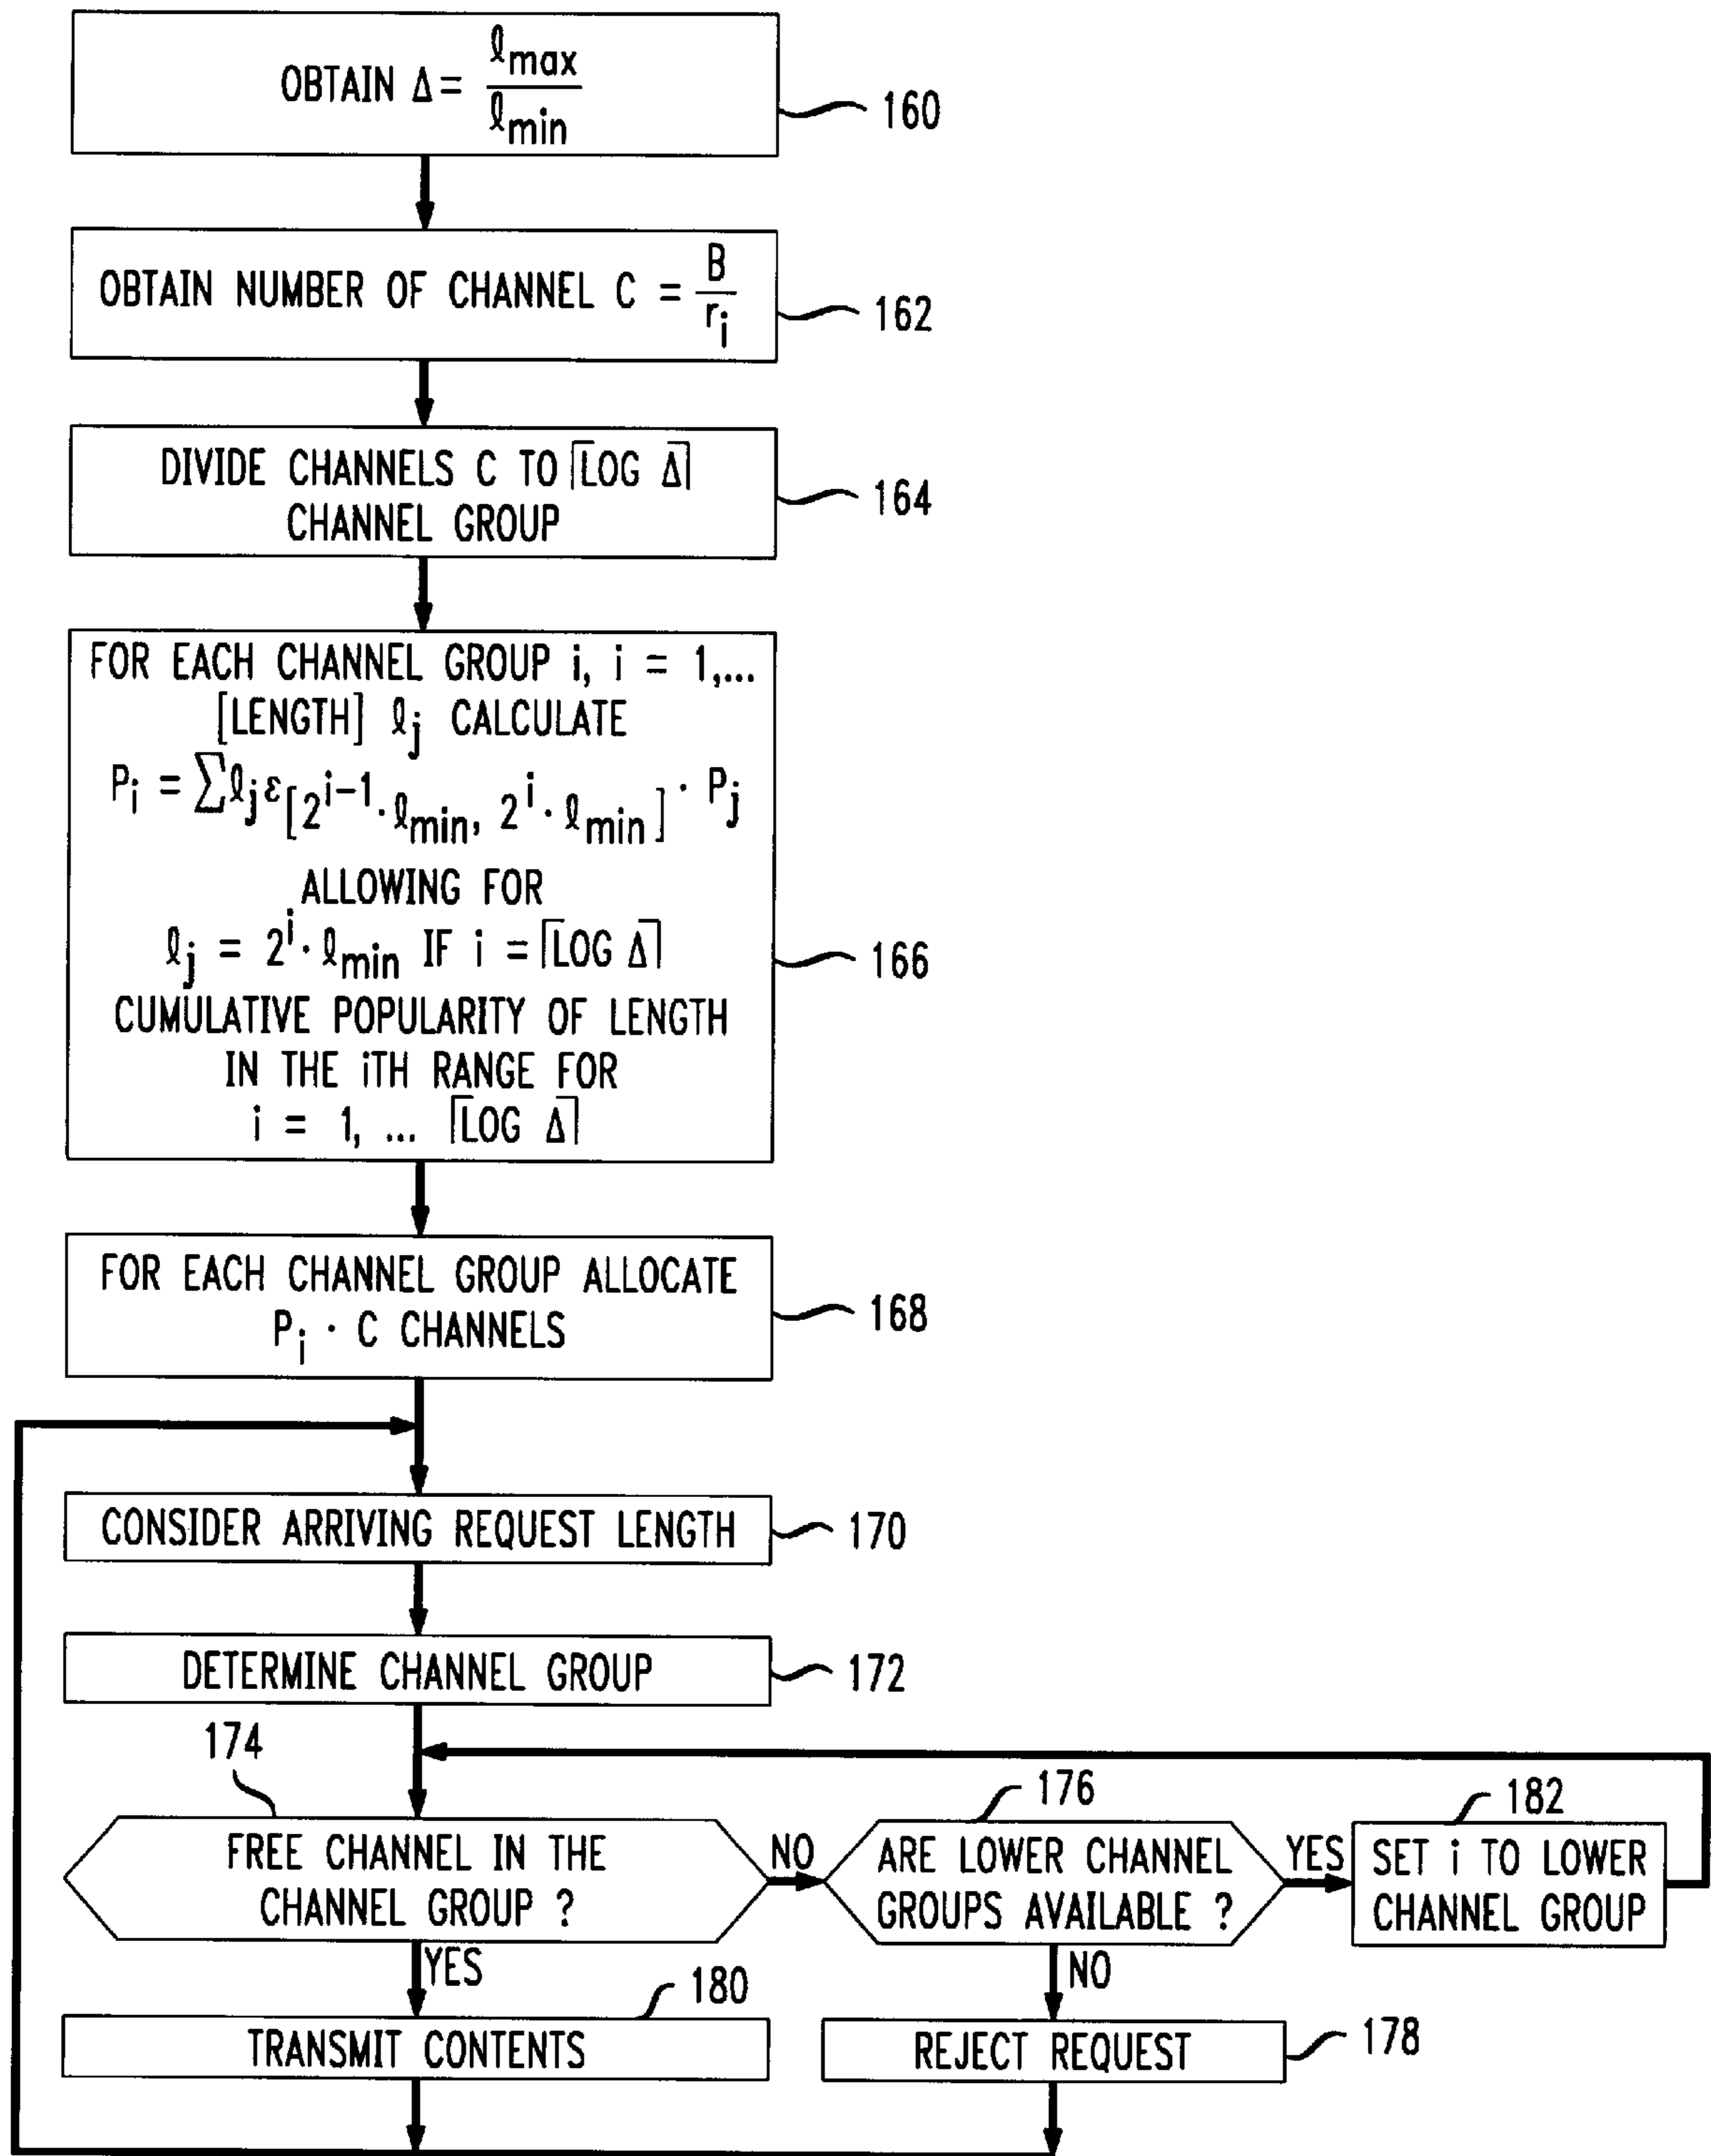 OBTAIN Δ = ℓmax / ℓmin
160
OBTAIN NUMBER OF CHANNEL C = B / ri
162
DIVIDE CHANNELS C TO ⌈LOG Δ⌉
CHANNEL GROUP
164
FOR EACH CHANNEL GROUP i, i = 1,...
[LENGTH] ℓj CALCULATE
Pi = ∑ℓj ε [2^i-1 · ℓmin, 2^i · ℓmin] · Pj
ALLOWING FOR
ℓj = 2^i · ℓmin IF i = ⌈LOG Δ⌉
CUMULATIVE POPULARITY OF LENGTH
IN THE iTH RANGE FOR
i = 1, ... ⌈LOG Δ⌉
166
FOR EACH CHANNEL GROUP ALLOCATE
Pi · C CHANNELS
168
CONSIDER ARRIVING REQUEST LENGTH
170
DETERMINE CHANNEL GROUP
172
174
FREE CHANNEL IN THE
CHANNEL GROUP ?
NO
YES
176
ARE LOWER CHANNEL
GROUPS AVAILABLE ?
YES
NO
182
SET i TO LOWER
CHANNEL GROUP
180
TRANSMIT CONTENTS
REJECT REQUEST
178